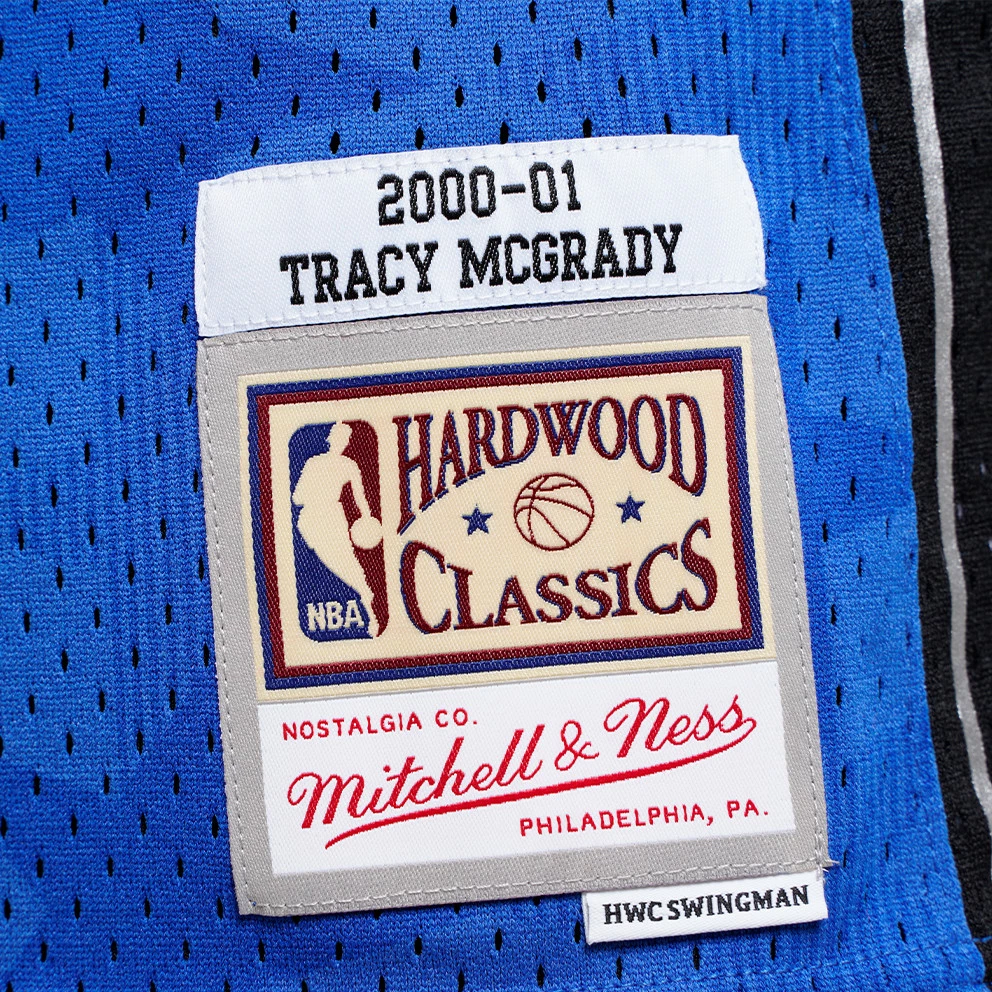 2000-01
TRACY MCGRADY
HARDWOOD
CLASSICS
NBA
NOSTALGIA CO.
Mitchell & Ness
PHILADELPHIA, PA.
HWC SWINGMAN